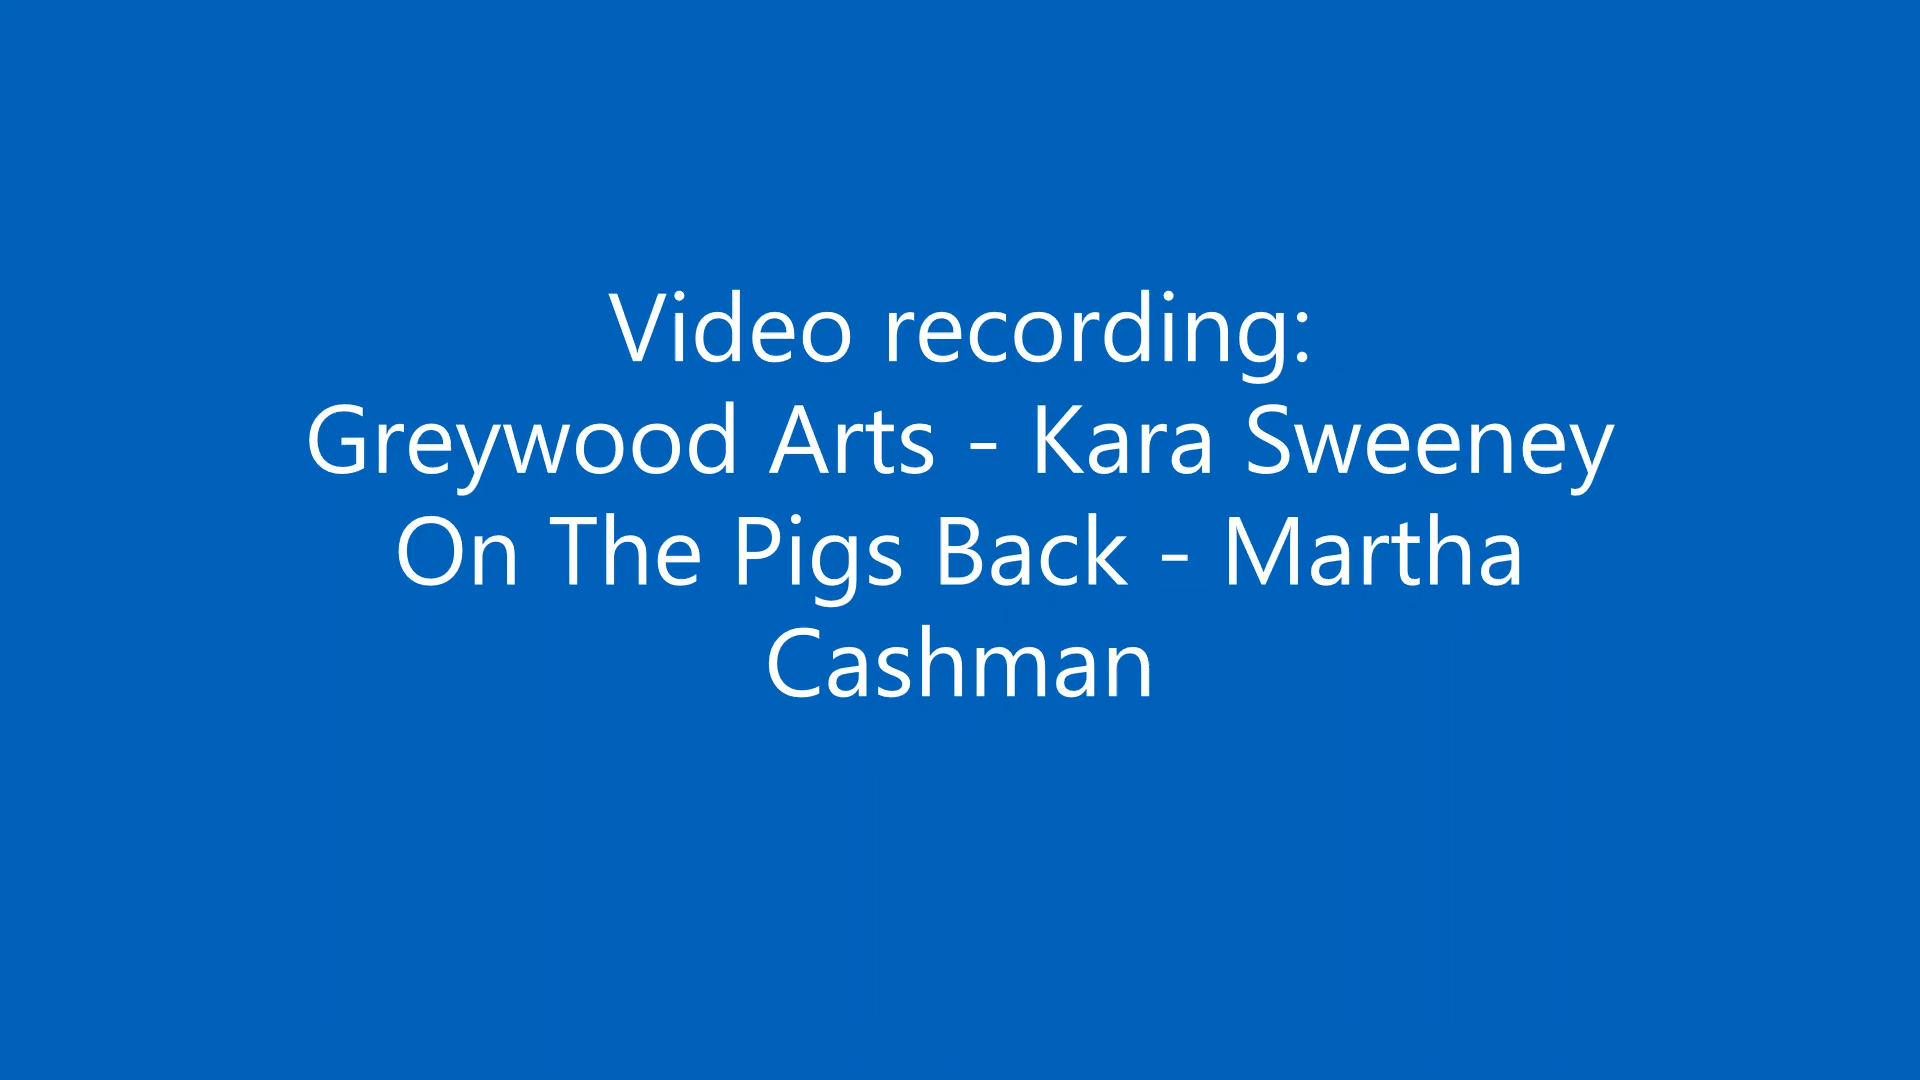 Video recording:
Greywood Arts - Kara Sweeney
On The Pigs Back - Martha
Cashman